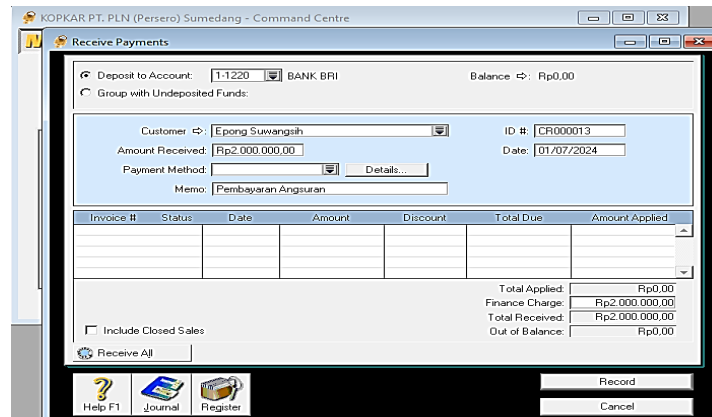 KOPKAR PT. PLN (Persero) Sumedang - Command Centre
Receive Payments
Deposit to Account: 1-1220 BANK BRI Balance ⇨: Rp0,00
Group with Undeposited Funds:
Customer ⇨: Epong Suwangsih ID #: CR000013
Amount Received: Rp2.000.000,00 Date: 01/07/2024
Payment Method: Details...
Memo: Pembayaran Angsuran
Invoice # Status Date Amount Discount Total Due Amount Applied
Total Applied: Rp0,00
Finance Charge: Rp2.000.000,00
Total Received: Rp2.000.000,00
Include Closed Sales Out of Balance: Rp0,00
Receive All
Help F1 Journal Register Record
Cancel